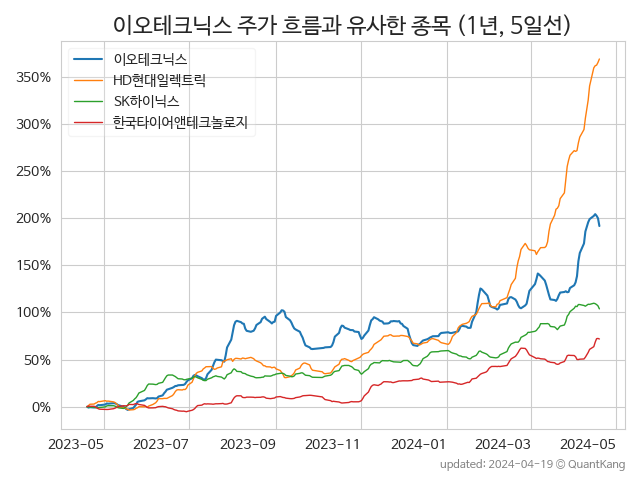 이오테크닉스 주가 흐름과 유사한 종목 (1년, 5일선)
이오테크닉스
HD현대일렉트릭
SK하이닉스
한국타이어앤테크놀로지
350%
300%
250%
200%
150%
100%
50%
0%
2023-05 2023-07 2023-09 2023-11 2024-01 2024-03 2024-05
updated: 2024-04-19 © QuantKang